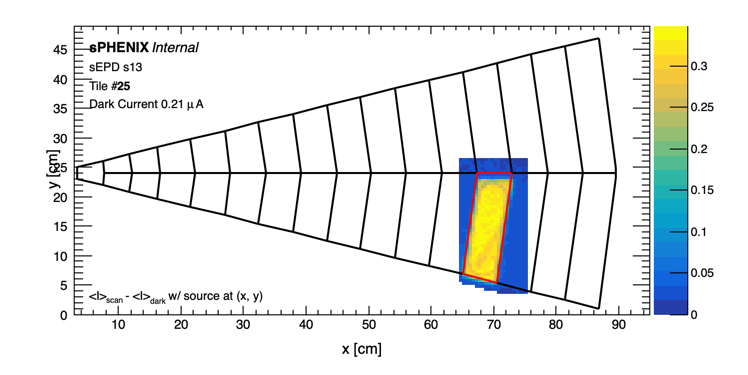 sPHENIX Internal
sEPD s13
Tile #25
Dark Current 0.21 μA
<I>scan - <I>dark w/ source at (x, y)
y [cm]
45
40
35
30
25
20
15
10
5
0
10 20 30 40 50 60 70 80 90
x [cm]
0.3
0.25
0.2
0.15
0.1
0.05
0